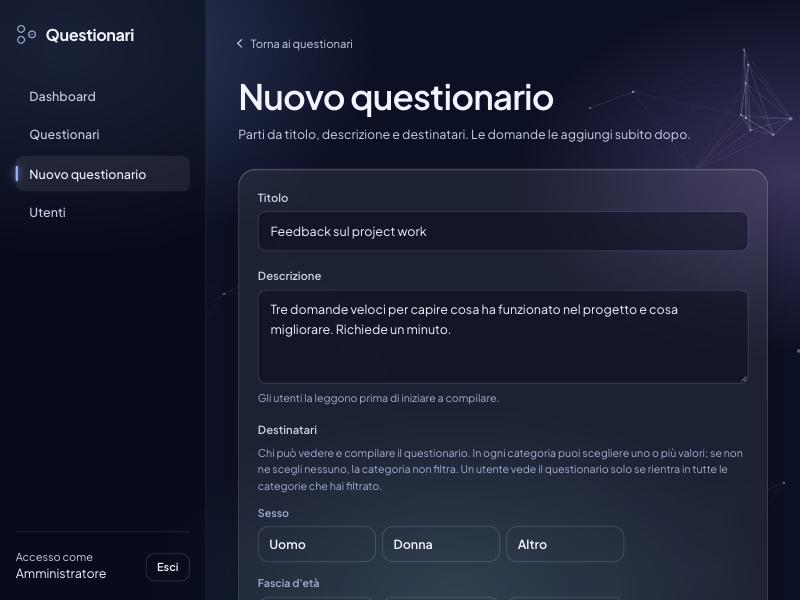 Questionari
Dashboard
Questionari
Nuovo questionario
Utenti
Accesso come
Amministratore
Esci
Torna ai questionari
Nuovo questionario
Parti da titolo, descrizione e destinatari. Le domande le aggiungi subito dopo.
Titolo
Feedback sul project work
Descrizione
Tre domande veloci per capire cosa ha funzionato nel progetto e cosa
migliorare. Richiede un minuto.
Gli utenti la leggono prima di iniziare a compilare.
Destinatari
Chi può vedere e compilare il questionario. In ogni categoria puoi scegliere uno o più valori; se non
ne scegli nessuno, la categoria non filtra. Un utente vede il questionario solo se rientra in tutte le
categorie che hai filtrato.
Sesso
Uomo
Donna
Altro
Fascia d'età